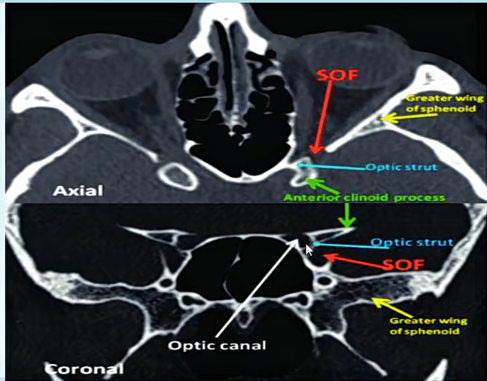 SOF
Greater wing
of sphenoid
Optic strut
Axial
Anterior clinoid process
Optic strut
SOF
Greater wing
of sphenoid
Optic canal
Coronal